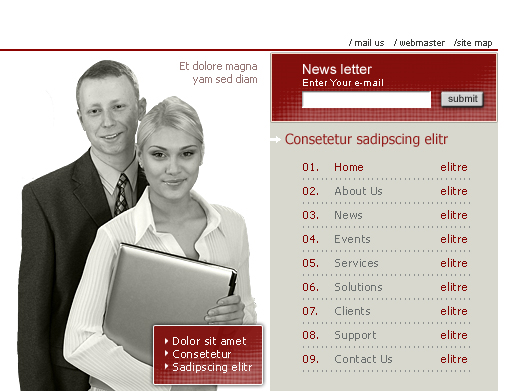 / mail us / webmaster /site map
Et dolore magna
yam sed diam
News letter
Enter Your e-mail
submit
Consetetur sadipscing elitr
01. Home elitre
02. About Us elitre
03. News elitre
04. Events elitre
05. Services elitre
06. Solutions elitre
07. Clients elitre
08. Support elitre
09. Contact Us elitre
Dolor sit amet
Consetetur
Sadipscing elitr